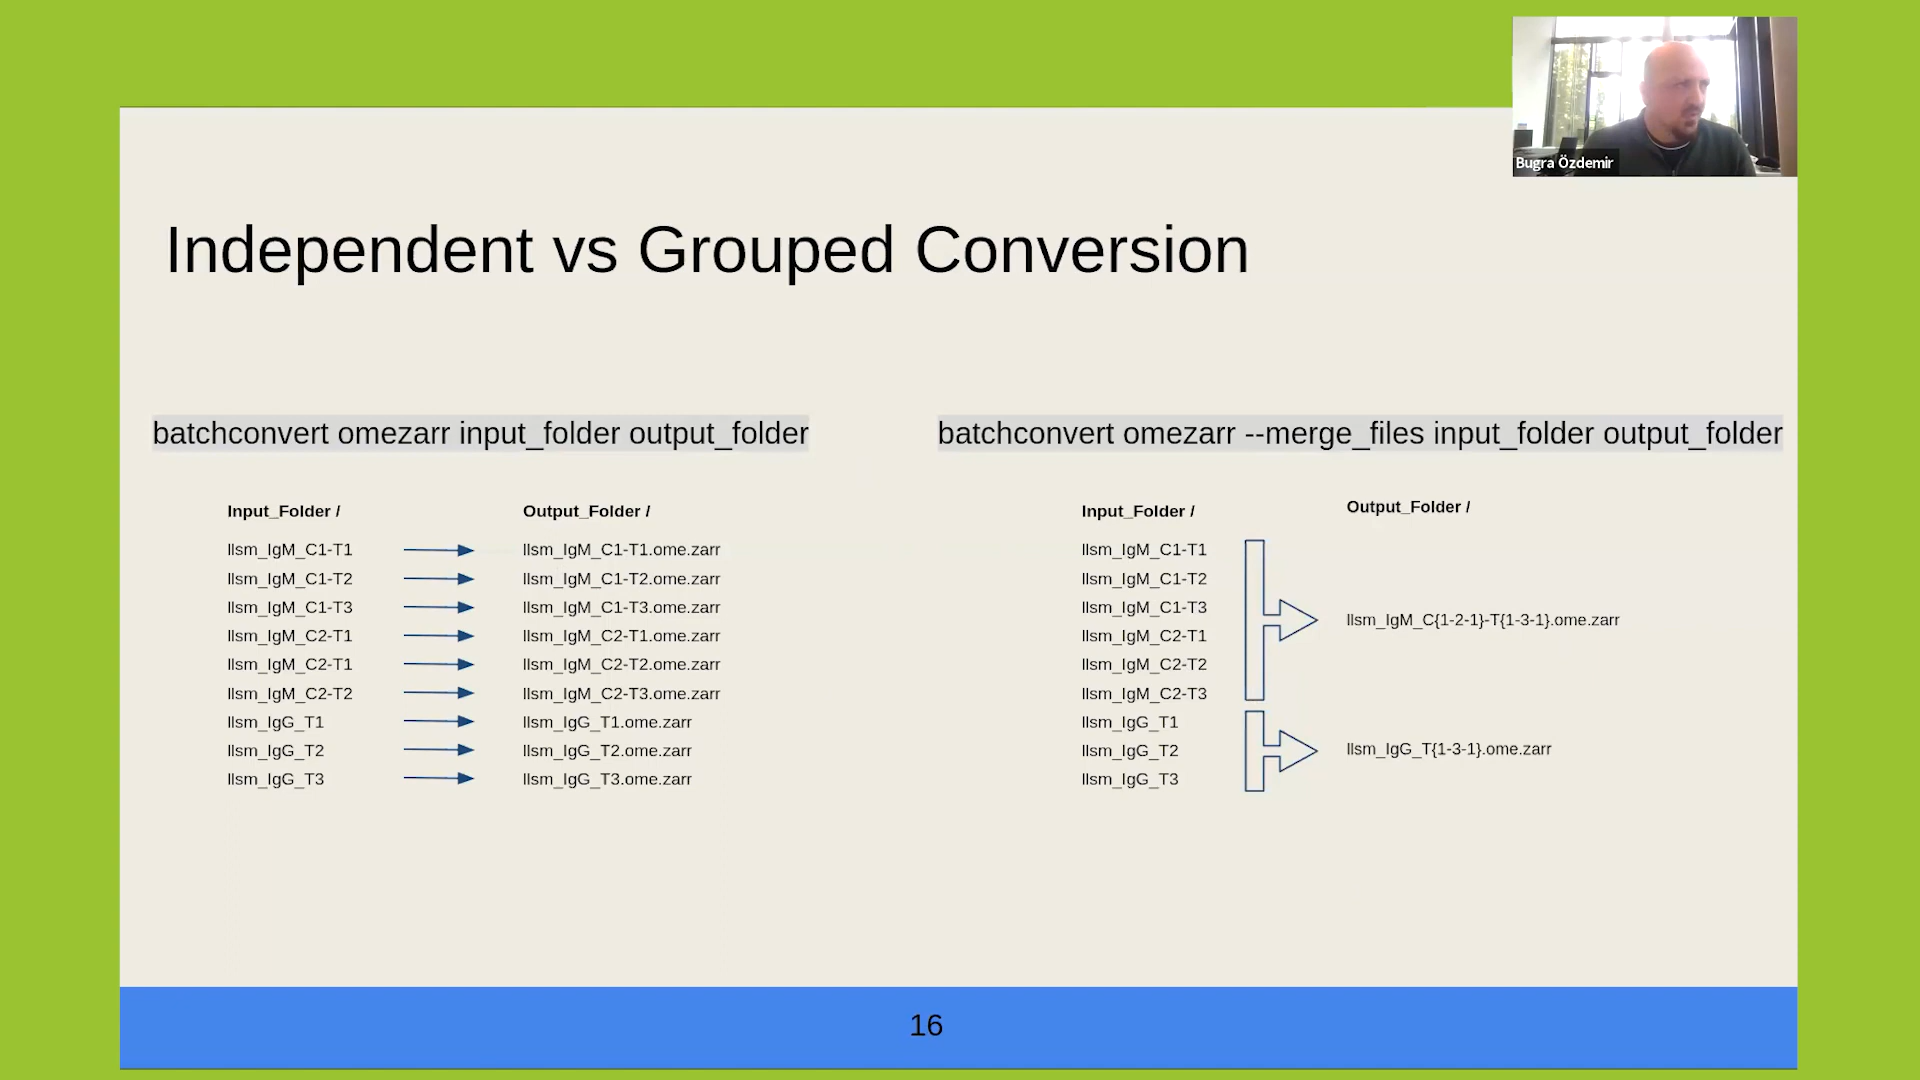 Bugra Özdemir
Independent vs Grouped Conversion
batchconvert omezarr input_folder output_folder
Input_Folder /
Output_Folder /
llsm_IgM_C1-T1
llsm_IgM_C1-T1.ome.zarr
llsm_IgM_C1-T2
llsm_IgM_C1-T2.ome.zarr
llsm_IgM_C1-T3
llsm_IgM_C1-T3.ome.zarr
llsm_IgM_C2-T1
llsm_IgM_C2-T1.ome.zarr
llsm_IgM_C2-T1
llsm_IgM_C2-T2.ome.zarr
llsm_IgM_C2-T2
llsm_IgM_C2-T3.ome.zarr
llsm_IgG_T1
llsm_IgG_T1.ome.zarr
llsm_IgG_T2
llsm_IgG_T2.ome.zarr
llsm_IgG_T3
llsm_IgG_T3.ome.zarr
batchconvert omezarr --merge_files input_folder output_folder
Input_Folder /
Output_Folder /
llsm_IgM_C1-T1
llsm_IgM_C1-T2
llsm_IgM_C1-T3
llsm_IgM_C2-T1
llsm_IgM_C2-T2
llsm_IgM_C2-T3
llsm_IgM_C{1-2-1}-T{1-3-1}.ome.zarr
llsm_IgG_T1
llsm_IgG_T2
llsm_IgG_T3
llsm_IgG_T{1-3-1}.ome.zarr
16